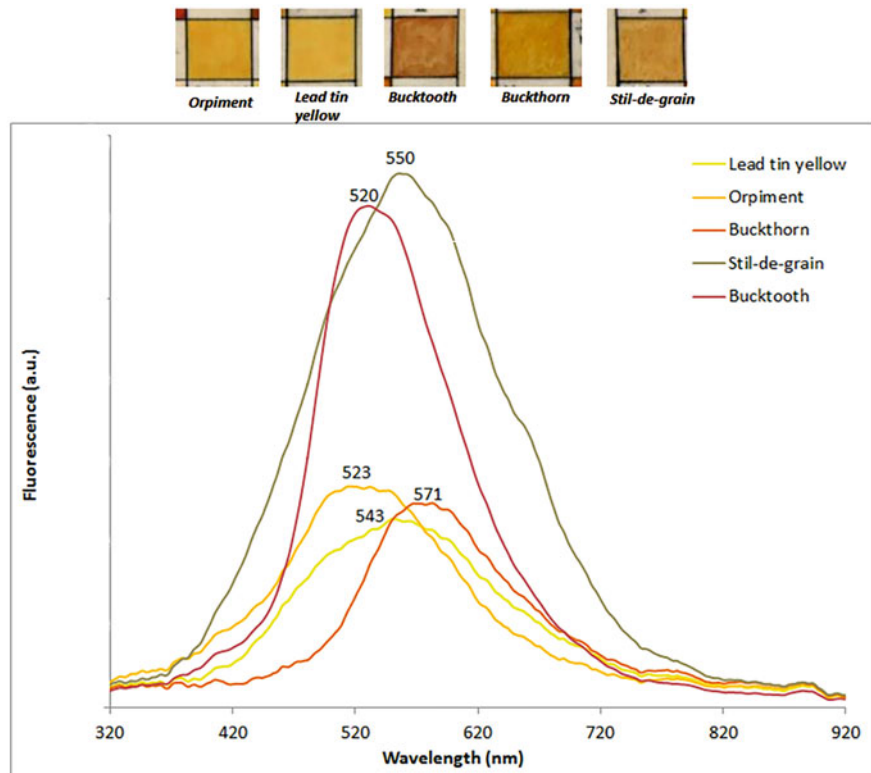 Orpiment
Lead tin
yellow
Bucktooth
Buckthorn
Stil-de-grain
550
520
523
571
543
Lead tin yellow
Orpiment
Buckthorn
Stil-de-grain
Bucktooth
Fluorescence (a.u.)
320 420 520 620 720 820 920
Wavelength (nm)